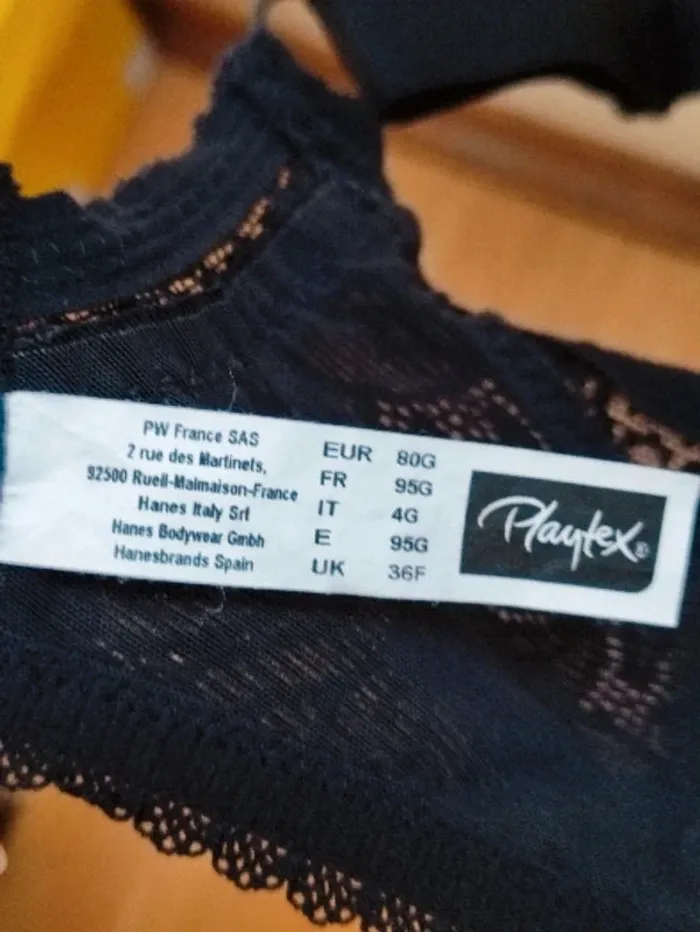 PW France SAS
2 rue des Martinets,
92500 Rueil-Malmaison-France
Hanes Italy Srl
Hanes Bodywear Gmbh
Hanesbrands Spain
EUR 80G
FR 95G
IT 4G
E 95G
UK 36F
Playtex®